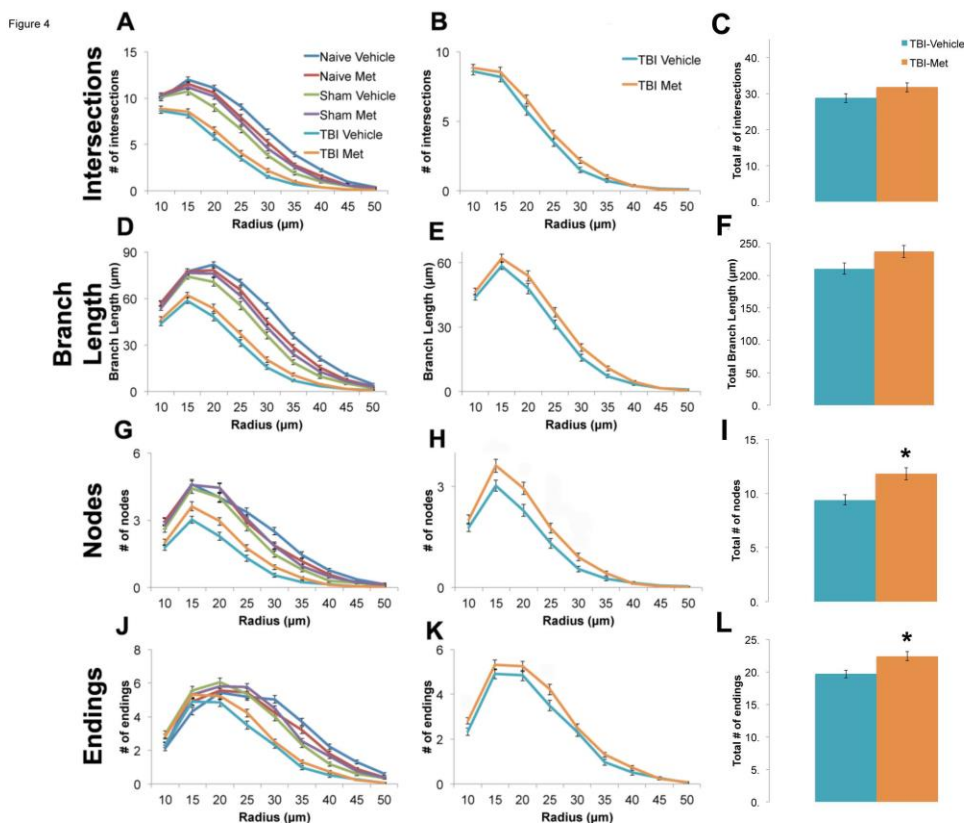 Figure 4
A
Intersections
# of intersections
15
10
5
0
Naive Vehicle
Naive Met
Sham Vehicle
Sham Met
TBI Vehicle
TBI Met
10 15 20 25 30 35 40 45 50
Radius (µm)
B
# of intersections
10
5
0
TBI Vehicle
TBI Met
10 15 20 25 30 35 40 45 50
Radius (µm)
C
Total # of intersections
40.
30.
20.
10.
0.
TBI-Vehicle
TBI-Met
D
Branch
Length
Branch Length (µm)
90
60
30
0
10 15 20 25 30 35 40 45 50
Radius (µm)
E
Branch Length (µm)
60
40
20
0
10 15 20 25 30 35 40 45 50
Radius (µm)
F
Total Branch Length (µm)
250.
200.
150.
100.
50.
0.
G
Nodes
# of nodes
6
3
0
10 15 20 25 30 35 40 45 50
Radius (µm)
H
# of nodes
6
3
0
10 15 20 25 30 35 40 45 50
Radius (µm)
I
Total # of nodes
15.
10.
5.
0.
*
J
Endings
# of endings
8
6
4
2
0
10 15 20 25 30 35 40 45 50
Radius (µm)
K
# of endings
6
4
2
0
10 15 20 25 30 35 40 45 50
Radius (µm)
L
Total # of endings
25.
20.
15.
10.
5.
0.
*